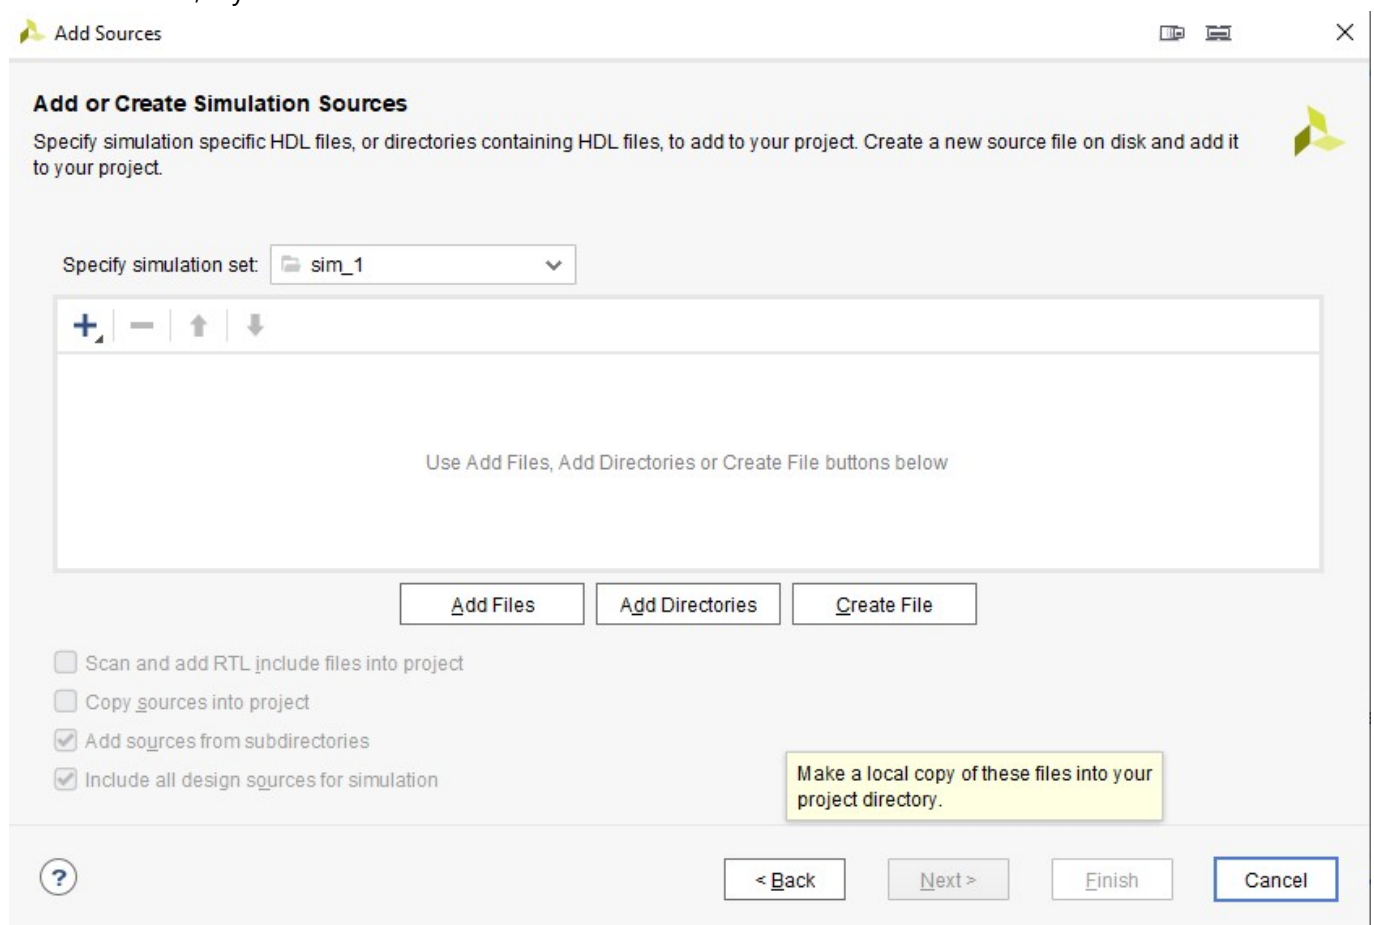 Add Sources
Add or Create Simulation Sources
Specify simulation specific HDL files, or directories containing HDL files, to add to your project. Create a new source file on disk and add it
to your project.
Specify simulation set: sim_1
Use Add Files, Add Directories or Create File buttons below
Add Files Add Directories Create File
Scan and add RTL include files into project
Copy sources into project
Add sources from subdirectories
Include all design sources for simulation
Make a local copy of these files into your
project directory.
? < Back Next > Finish Cancel